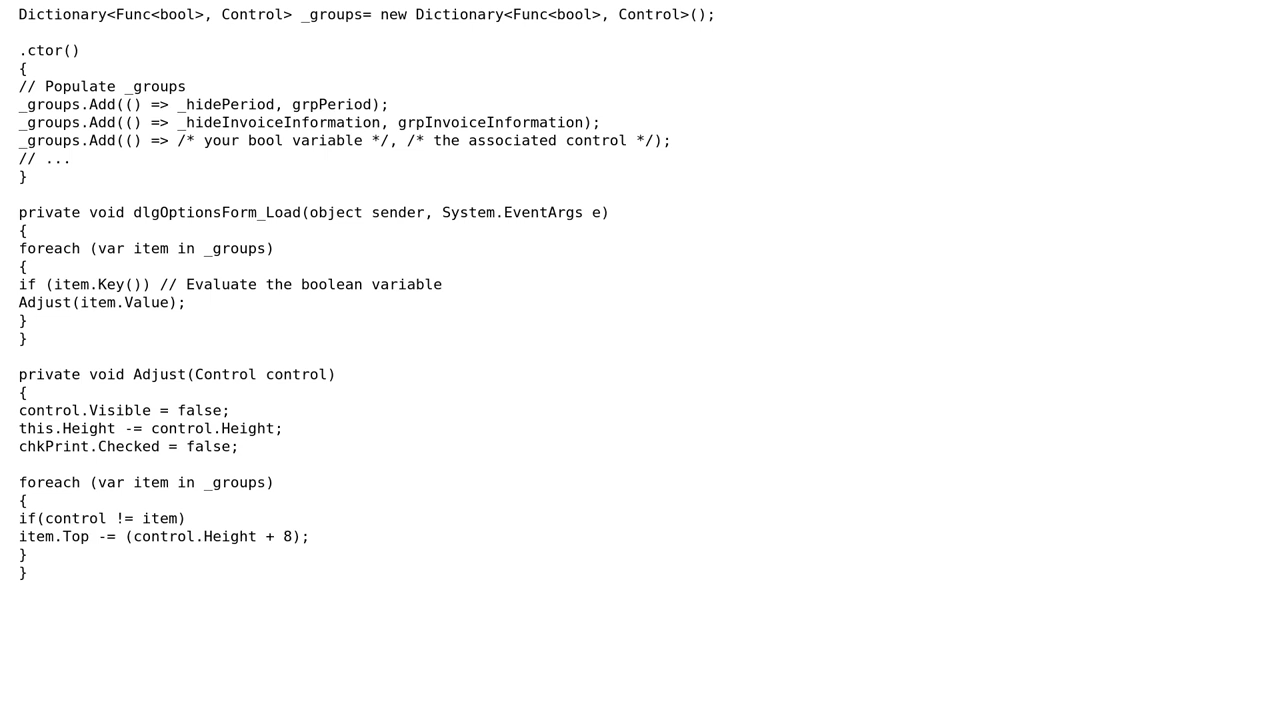 Dictionary<Func<bool>, Control> _groups= new Dictionary<Func<bool>, Control>();

.ctor()
{
// Populate _groups
_groups.Add(() => _hidePeriod, grpPeriod);
_groups.Add(() => _hideInvoiceInformation, grpInvoiceInformation);
_groups.Add(() => /* your bool variable */, /* the associated control */);
// ...
}

private void dlgOptionsForm_Load(object sender, System.EventArgs e)
{
foreach (var item in _groups)
{
if (item.Key()) // Evaluate the boolean variable
Adjust(item.Value);
}
}

private void Adjust(Control control)
{
control.Visible = false;
this.Height -= control.Height;
chkPrint.Checked = false;

foreach (var item in _groups)
{
if(control != item)
item.Top -= (control.Height + 8);
}
}